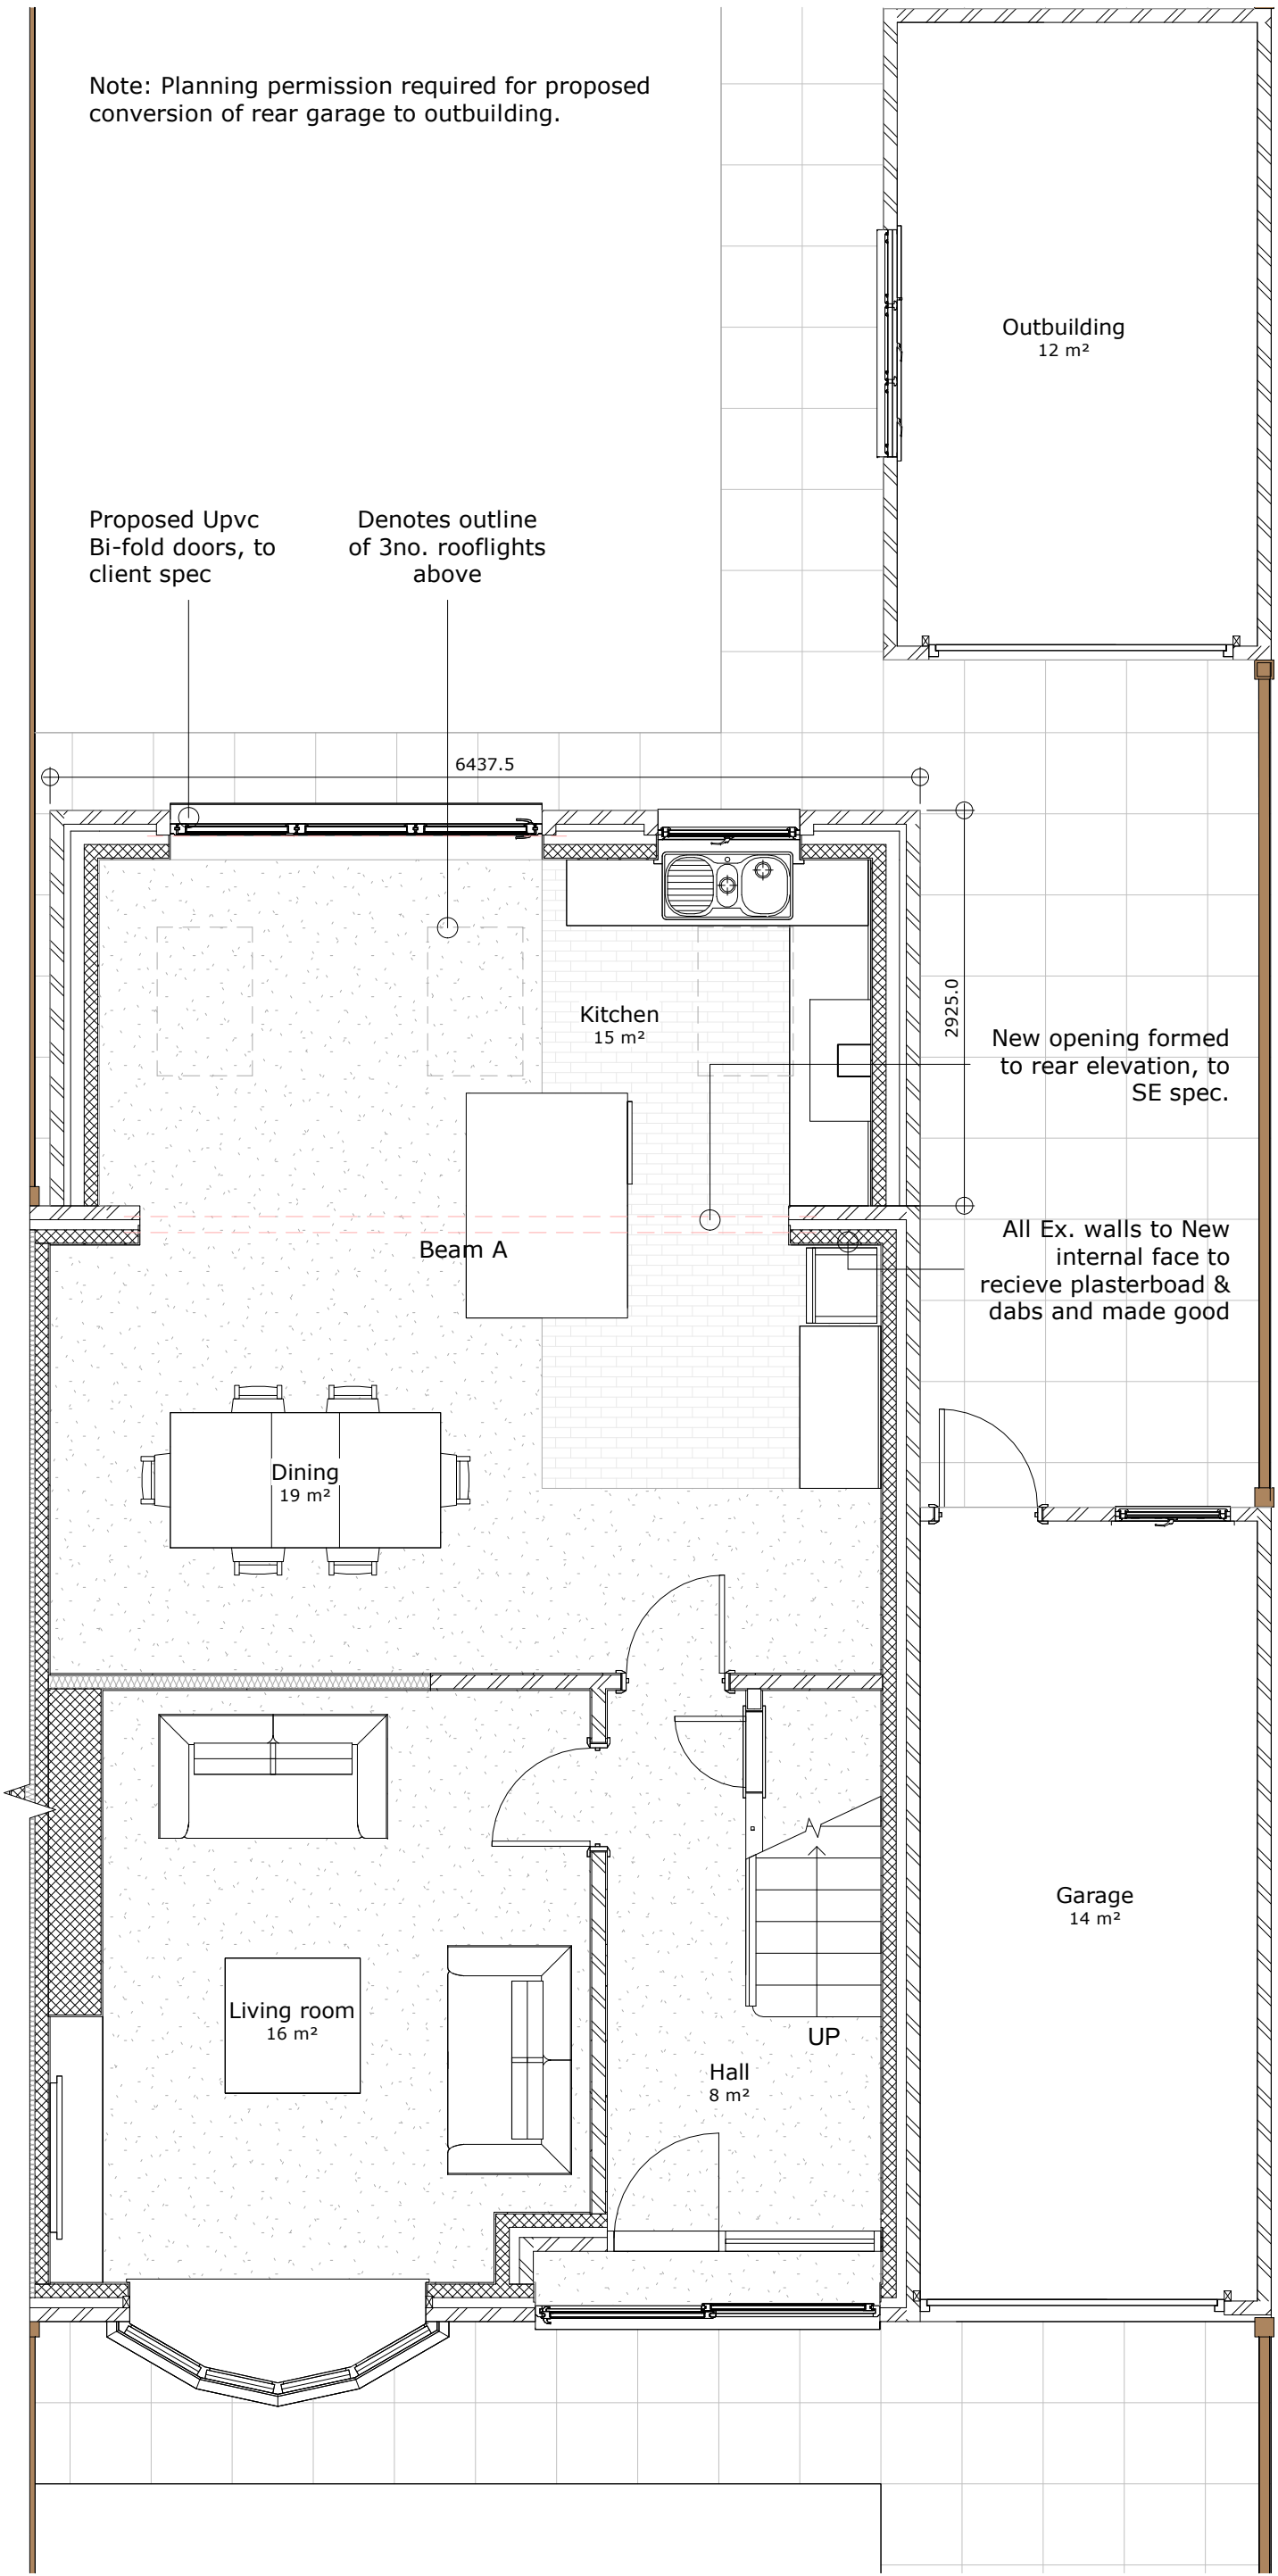 Note: Planning permission required for proposed
conversion of rear garage to outbuilding.
Outbuilding
12 m²
Proposed Upvc
Bi-fold doors, to
client spec
Denotes outline
of 3no. rooflights
above
6437.5
2925.0
Kitchen
15 m²
New opening formed
to rear elevation, to
SE spec.
Beam A
All Ex. walls to New
internal face to
recieve plasterboad &
dabs and made good
Dining
19 m²
Garage
14 m²
Living room
16 m²
UP
Hall
8 m²